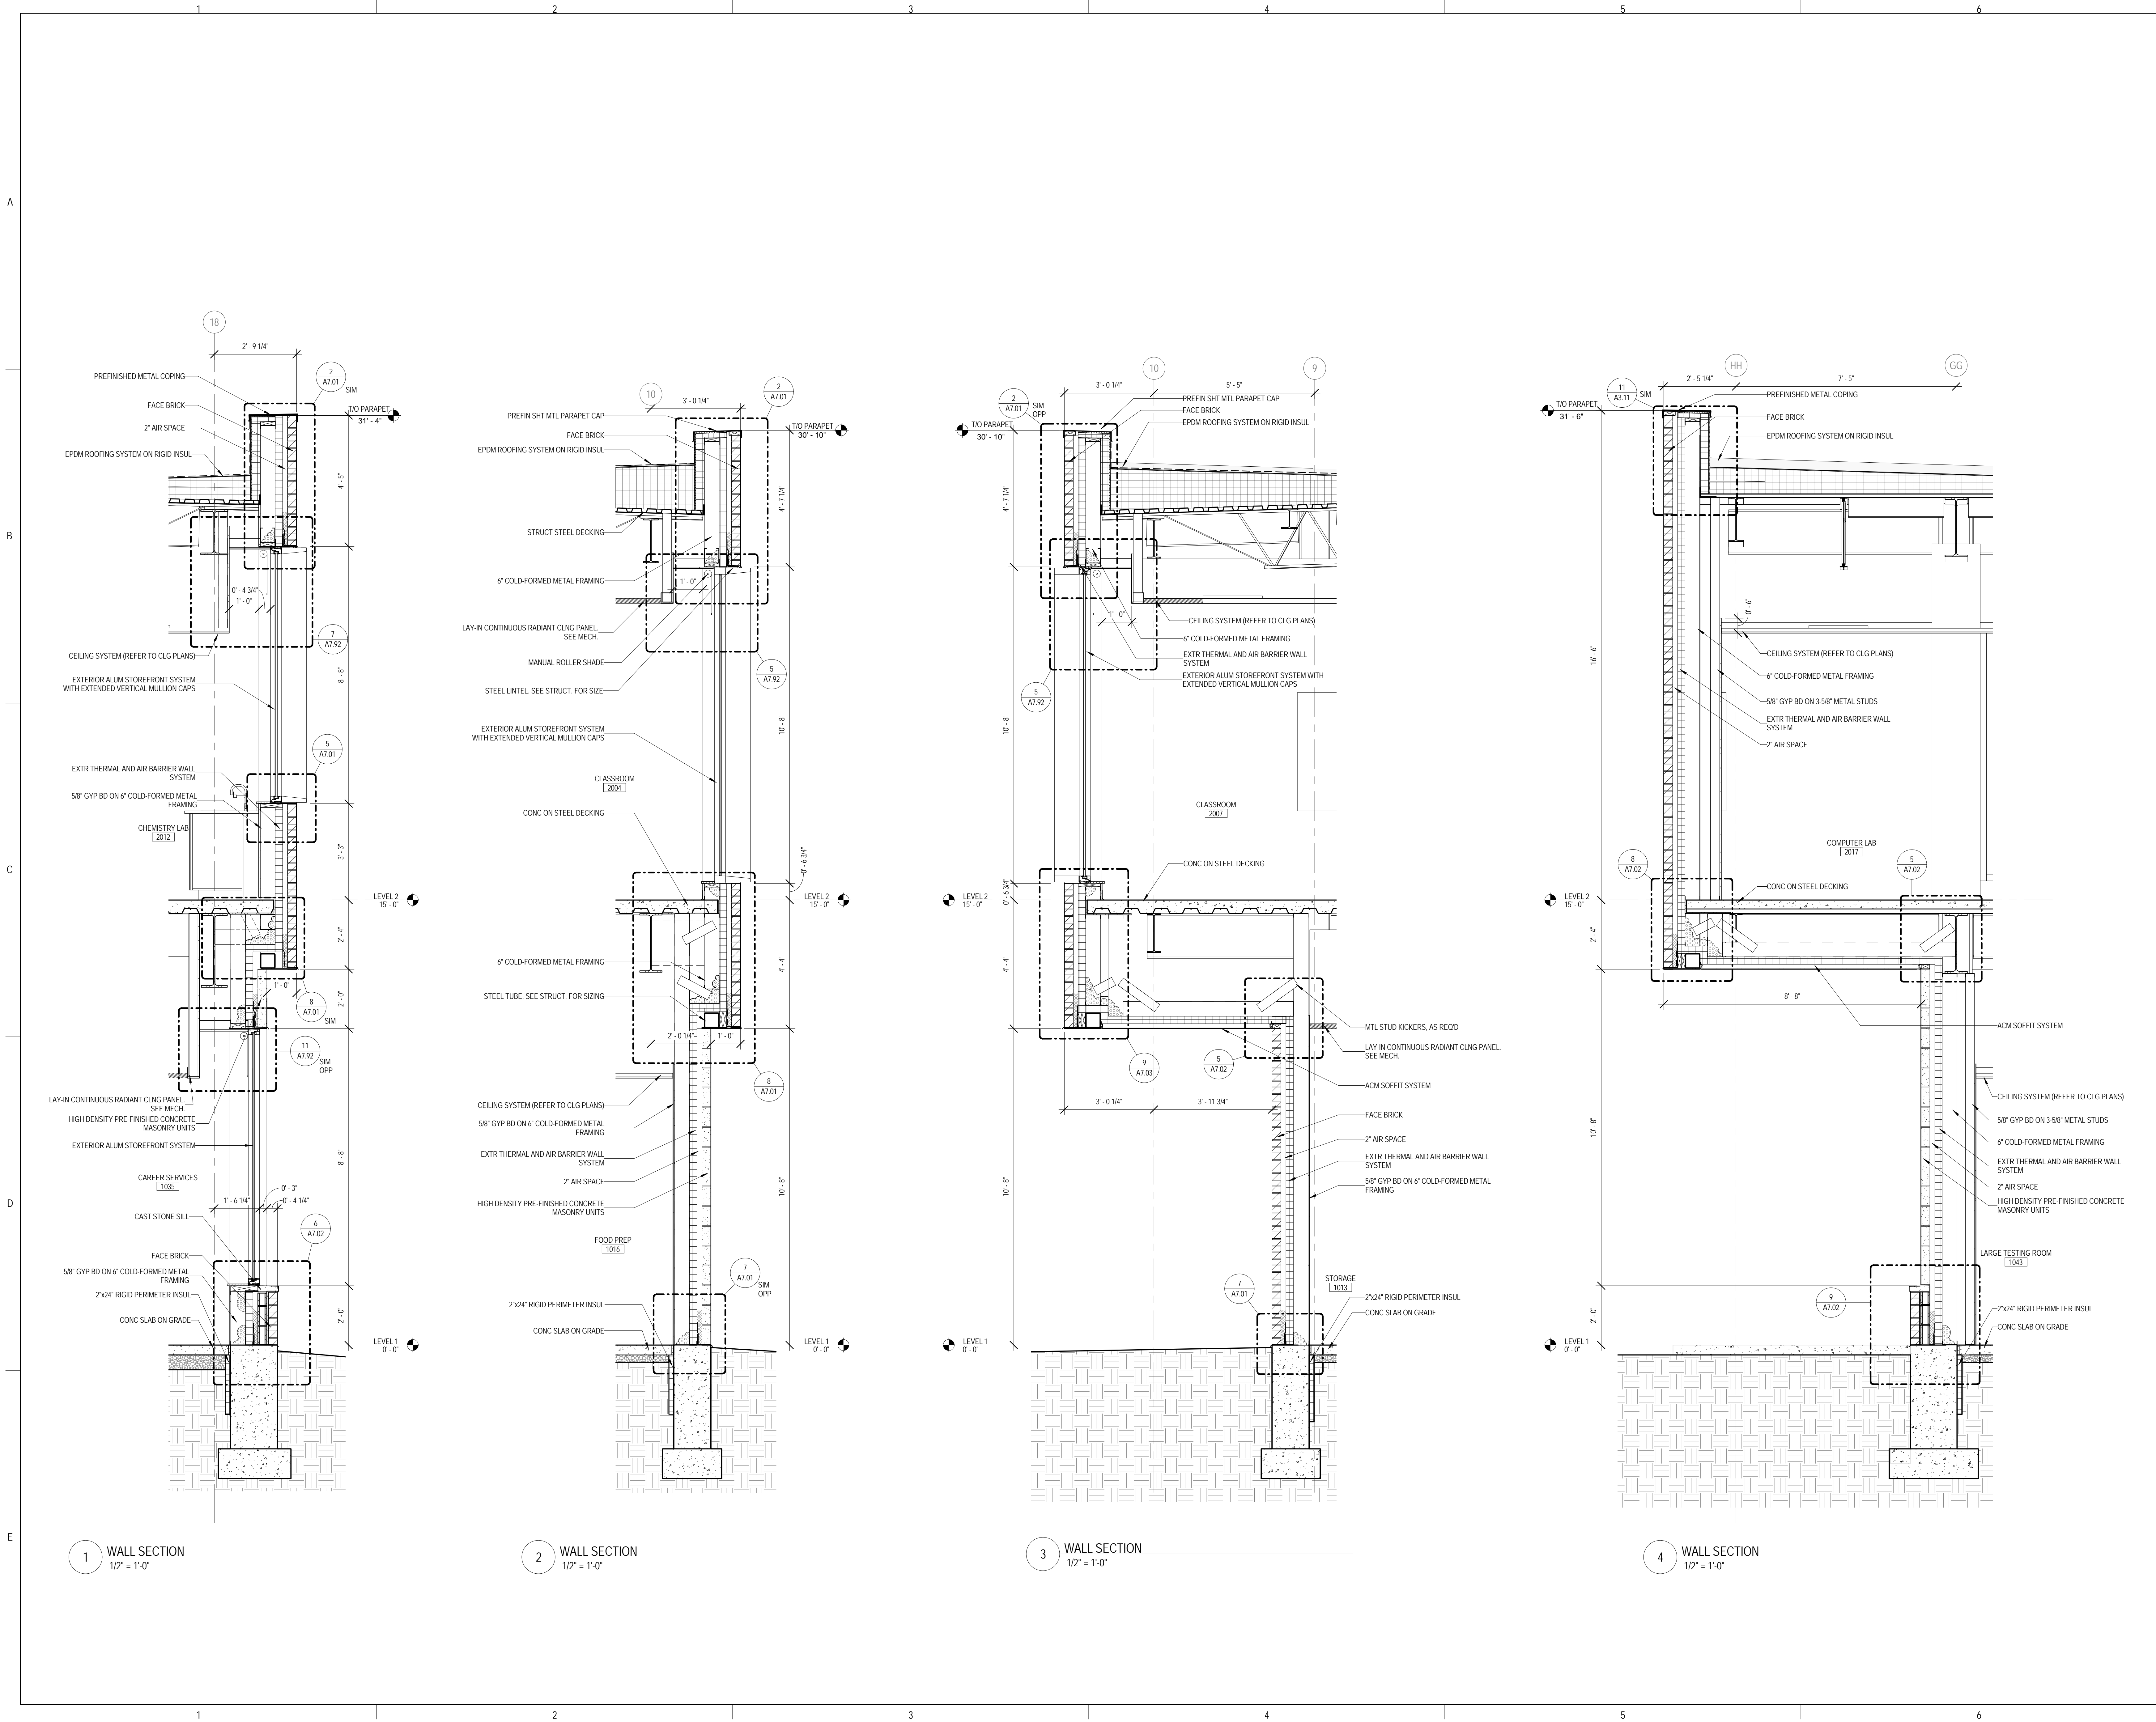 1
2
3
4
5
6
A
B
C
D
E
18
2' - 9 1/4"
2
A7.01
SIM
PREFINISHED METAL COPING
T/O PARAPET
31' - 4"
FACE BRICK
2" AIR SPACE
EPDM ROOFING SYSTEM ON RIGID INSUL
4' - 5"
0' - 4 3/4"
1' - 0"
7
A7.92
CEILING SYSTEM (REFER TO CLG PLANS)
8' - 8"
EXTERIOR ALUM STOREFRONT SYSTEM
WITH EXTENDED VERTICAL MULLION CAPS
5
A7.01
EXTR THERMAL AND AIR BARRIER WALL
SYSTEM
5/8" GYP BD ON 6" COLD-FORMED METAL
FRAMING
CHEMISTRY LAB
2012
3' - 3"
LEVEL 2
15' - 0"
2' - 4"
1' - 0"
8
A7.01
SIM
2' - 0"
11
A7.92
SIM
OPP
LAY-IN CONTINUOUS RADIANT CLNG PANEL.
SEE MECH.
HIGH DENSITY PRE-FINISHED CONCRETE
MASONRY UNITS
EXTERIOR ALUM STOREFRONT SYSTEM
8' - 8"
CAREER SERVICES
1035
0' - 3"
1' - 6 1/4"
0' - 4 1/4"
CAST STONE SILL
6
A7.02
FACE BRICK
5/8" GYP BD ON 6" COLD-FORMED METAL
FRAMING
2"x24" RIGID PERIMETER INSUL
CONC SLAB ON GRADE
2' - 0"
LEVEL 1
0' - 0"
1
WALL SECTION
1/2" = 1'-0"
10
3' - 0 1/4"
2
A7.01
PREFIN SHT MTL PARAPET CAP
T/O PARAPET
30' - 10"
FACE BRICK
EPDM ROOFING SYSTEM ON RIGID INSUL
4' - 7 1/4"
STRUCT STEEL DECKING
6" COLD-FORMED METAL FRAMING
1' - 0"
LAY-IN CONTINUOUS RADIANT CLNG PANEL.
SEE MECH.
MANUAL ROLLER SHADE
5
A7.92
STEEL LINTEL. SEE STRUCT. FOR SIZE
EXTERIOR ALUM STOREFRONT SYSTEM
WITH EXTENDED VERTICAL MULLION CAPS
10' - 8"
CLASSROOM
2004
CONC ON STEEL DECKING
0' - 6 3/4"
LEVEL 2
15' - 0"
6" COLD-FORMED METAL FRAMING
4' - 4"
STEEL TUBE. SEE STRUCT. FOR SIZING
2' - 0 1/4"
1' - 0"
8
A7.01
CEILING SYSTEM (REFER TO CLG PLANS)
5/8" GYP BD ON 6" COLD-FORMED METAL
FRAMING
EXTR THERMAL AND AIR BARRIER WALL
SYSTEM
2" AIR SPACE
10' - 8"
HIGH DENSITY PRE-FINISHED CONCRETE
MASONRY UNITS
FOOD PREP
1016
7
A7.01
SIM
OPP
2"x24" RIGID PERIMETER INSUL
CONC SLAB ON GRADE
LEVEL 1
0' - 0"
2
WALL SECTION
1/2" = 1'-0"
10
9
3' - 0 1/4"
5' - 5"
2
A7.01
SIM
OPP
PREFIN SHT MTL PARAPET CAP
FACE BRICK
EPDM ROOFING SYSTEM ON RIGID INSUL
T/O PARAPET
30' - 10"
4' - 7 1/4"
1' - 0"
CEILING SYSTEM (REFER TO CLG PLANS)
6" COLD-FORMED METAL FRAMING
EXTR THERMAL AND AIR BARRIER WALL
SYSTEM
EXTERIOR ALUM STOREFRONT SYSTEM WITH
EXTENDED VERTICAL MULLION CAPS
5
A7.92
10' - 8"
CLASSROOM
2007
CONC ON STEEL DECKING
0' - 6 3/4"
LEVEL 2
15' - 0"
4' - 4"
MTL STUD KICKERS, AS REQ'D
LAY-IN CONTINUOUS RADIANT CLNG PANEL.
SEE MECH.
9
A7.03
5
A7.02
ACM SOFFIT SYSTEM
3' - 0 1/4"
3' - 11 3/4"
FACE BRICK
2" AIR SPACE
EXTR THERMAL AND AIR BARRIER WALL
SYSTEM
5/8" GYP BD ON 6" COLD-FORMED METAL
FRAMING
10' - 8"
7
A7.01
STORAGE
1013
2"x24" RIGID PERIMETER INSUL
CONC SLAB ON GRADE
LEVEL 1
0' - 0"
3
WALL SECTION
1/2" = 1'-0"
HH
GG
2' - 5 1/4"
7' - 5"
11
A3.11
SIM
PREFINISHED METAL COPING
T/O PARAPET
31' - 6"
FACE BRICK
EPDM ROOFING SYSTEM ON RIGID INSUL
0' - 6"
CEILING SYSTEM (REFER TO CLG PLANS)
16' - 6"
6" COLD-FORMED METAL FRAMING
5/8" GYP BD ON 3-5/8" METAL STUDS
EXTR THERMAL AND AIR BARRIER WALL
SYSTEM
2" AIR SPACE
COMPUTER LAB
2017
8
A7.02
5
A7.02
CONC ON STEEL DECKING
LEVEL 2
15' - 0"
2' - 4"
8' - 8"
ACM SOFFIT SYSTEM
CEILING SYSTEM (REFER TO CLG PLANS)
5/8" GYP BD ON 3-5/8" METAL STUDS
10' - 8"
6" COLD-FORMED METAL FRAMING
EXTR THERMAL AND AIR BARRIER WALL
SYSTEM
2" AIR SPACE
HIGH DENSITY PRE-FINISHED CONCRETE
MASONRY UNITS
LARGE TESTING ROOM
1043
9
A7.02
2"x24" RIGID PERIMETER INSUL
CONC SLAB ON GRADE
2' - 0"
LEVEL 1
0' - 0"
4
WALL SECTION
1/2" = 1'-0"
1
2
3
4
5
6